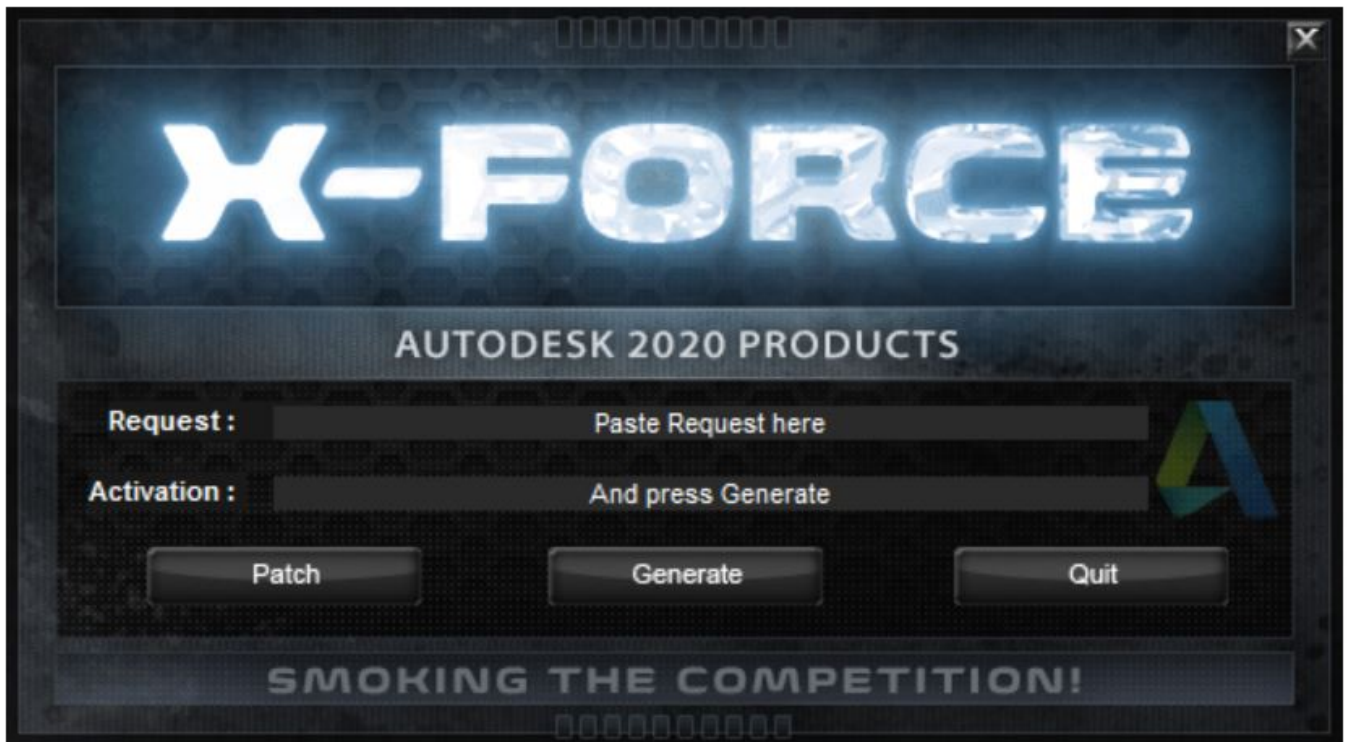 X-FORCE
AUTODESK 2020 PRODUCTS
Request :
Paste Request here
Activation :
And press Generate
Patch
Generate
Quit
SMOKING THE COMPETITION!